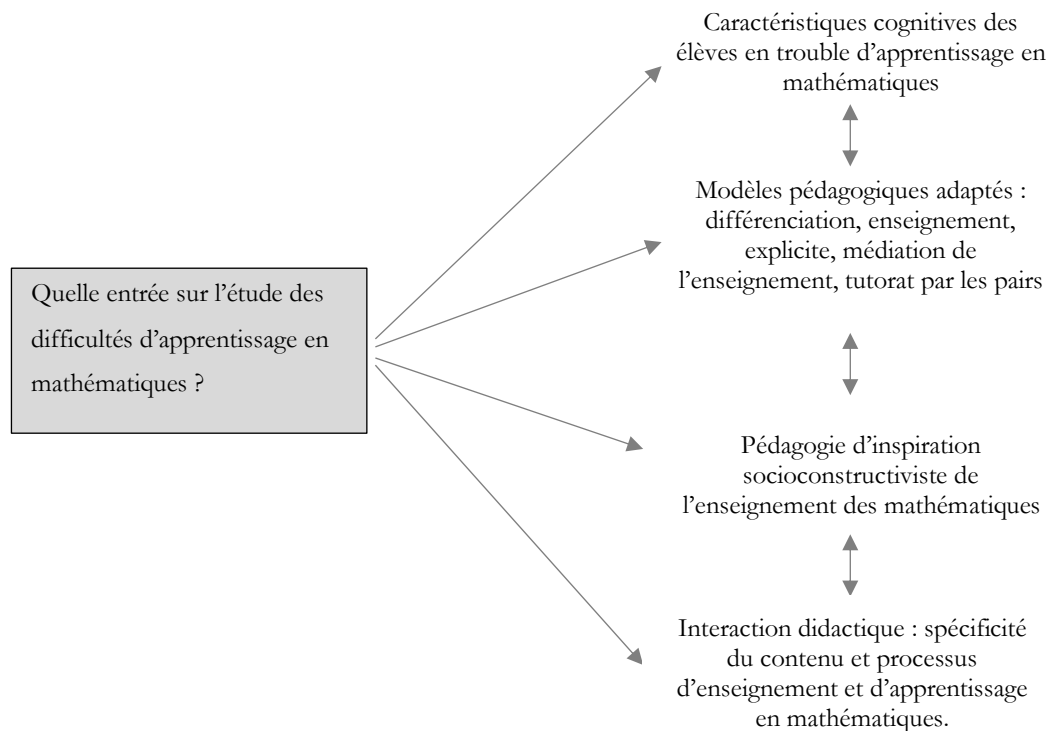 Caractéristiques cognitives des
élèves en trouble d’apprentissage en
mathématiques
Modèles pédagogiques adaptés :
différenciation, enseignement,
explicite, médiation de
l’enseignement, tutorat par les pairs
Quelle entrée sur l’étude des
difficultés d’apprentissage en
mathématiques ?
Pédagogie d’inspiration
socioconstructiviste de
l’enseignement des mathématiques
Interaction didactique : spécificité
du contenu et processus
d’enseignement et d’apprentissage
en mathématiques.